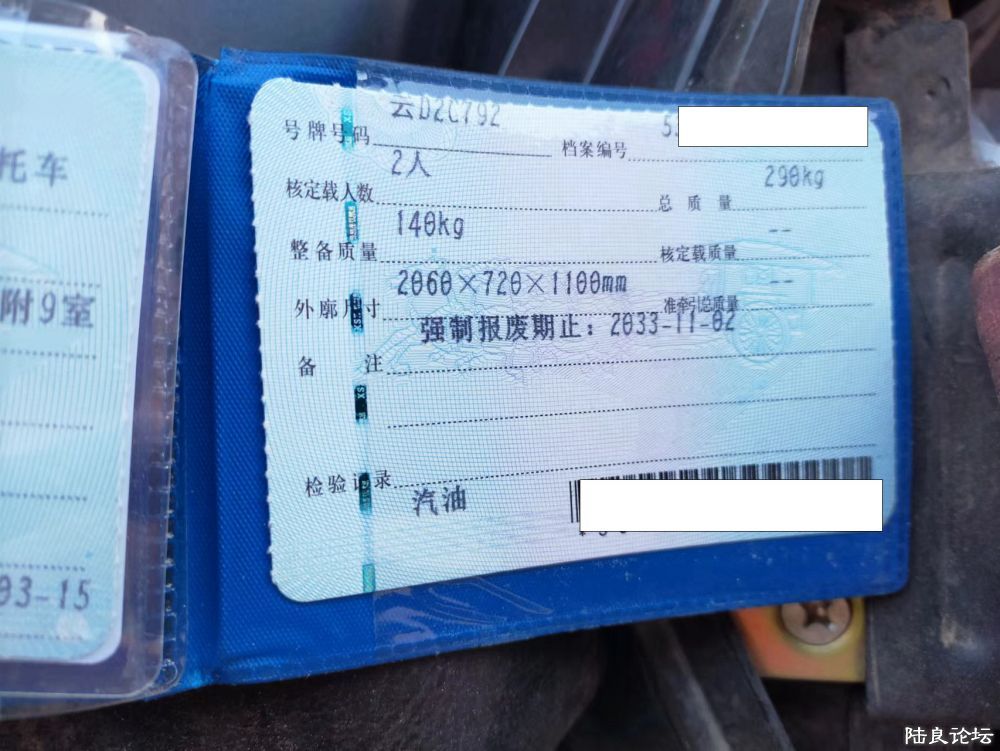 托车
附9室
03-15
云D2C792
号牌号码
档案编号 5
2人
290kg
核定载人数
总质量
140kg
--
整备质量
核定载质量
2060×720×1100mm
--
外廓尺寸
准牵引总质量
强制报废期止：2033-11-02
备注
检验记录
汽油
陆良论坛